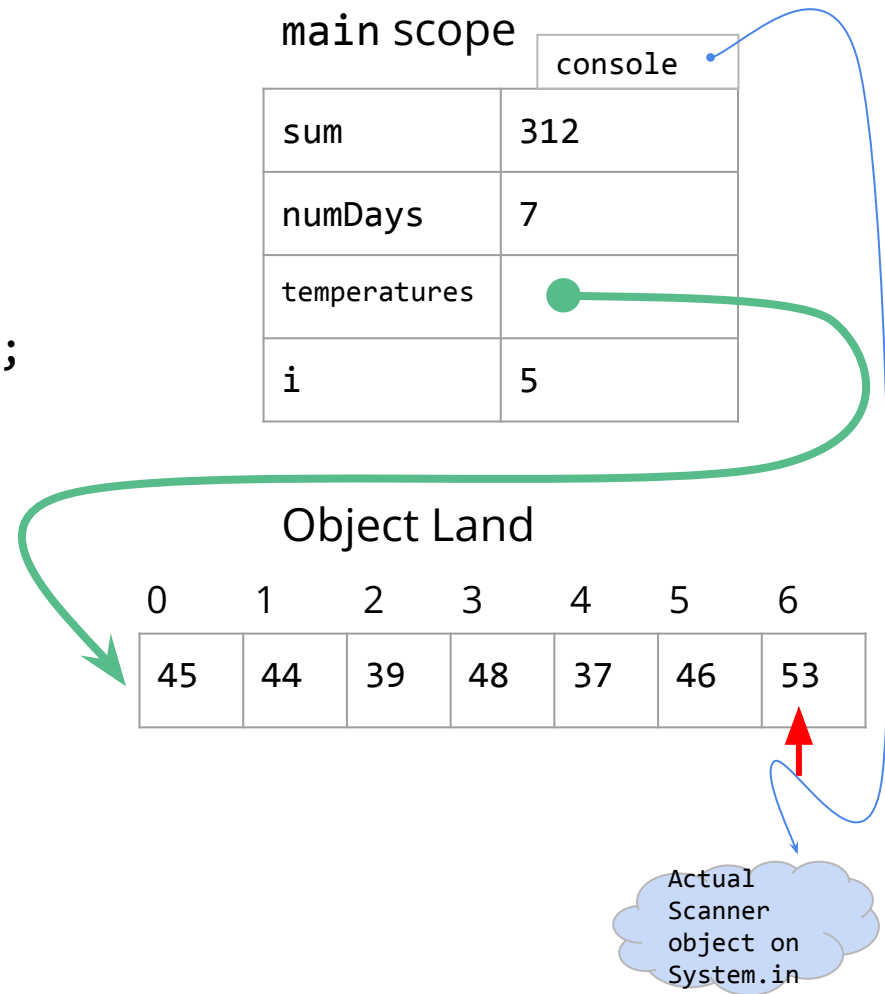 main scope
console
sum 312
numDays 7
temperatures
;
i 5
Object Land
0 1 2 3 4 5 6
45 44 39 48 37 46 53
Actual
Scanner
object on
System.in